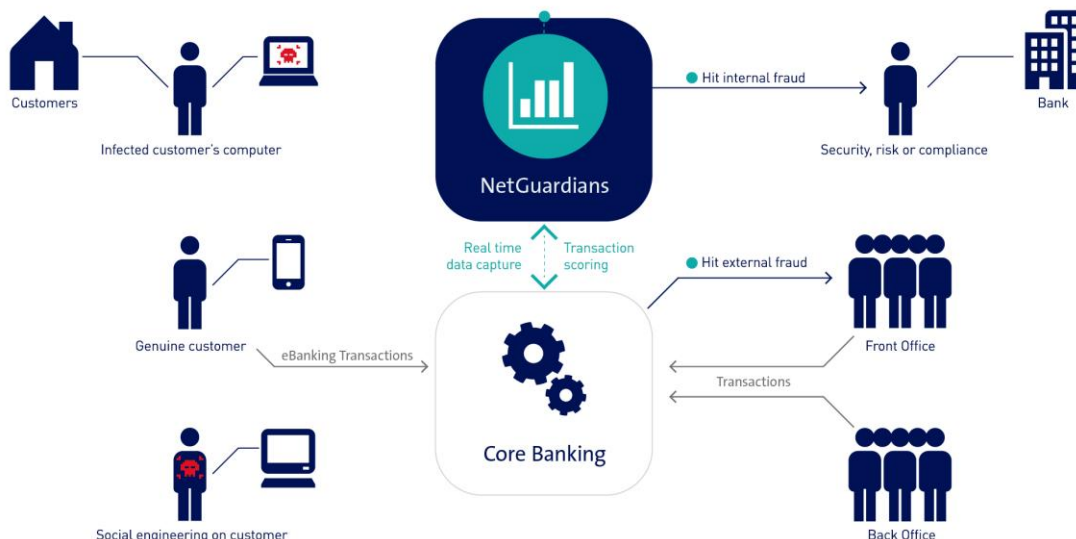 Customers
Infected customer's computer
NetGuardians
Hit internal fraud
Security, risk or compliance
Bank
Real time
data capture
Transaction
scoring
Hit external fraud
Genuine customer
eBanking Transactions
Front Office
Transactions
Core Banking
Social engineering on customer
Back Office